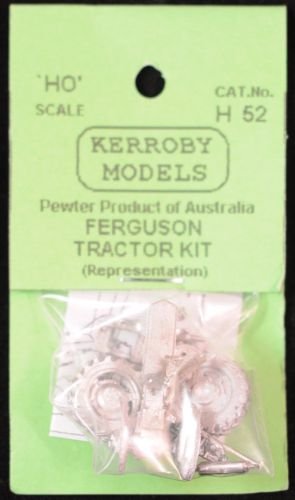 'HO'
SCALE
CAT.No.
H 52
KERROBY
MODELS
Pewter Product of Australia
FERGUSON
TRACTOR KIT
(Representation)